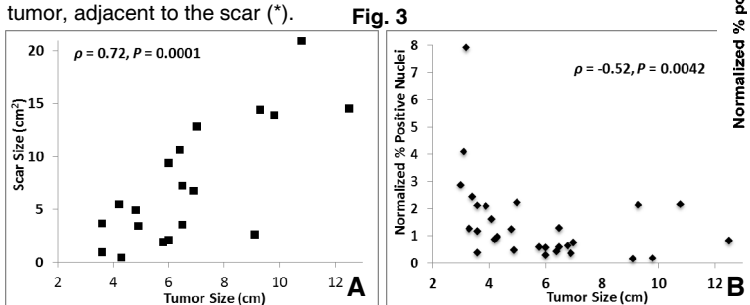 tumor, adjacent to the scar (*).
Fig. 3
ρ = 0.72, P = 0.0001
Scar Size (cm²)
20
15
10
5
0
2 4 6 8 10 12
Tumor Size (cm)
A
ρ = -0.52, P = 0.0042
Normalized % Positive Nuclei
8
7
6
5
4
3
2
1
0
2 4 6 8 10 12
Tumor Size (cm)
B
Normalized % po